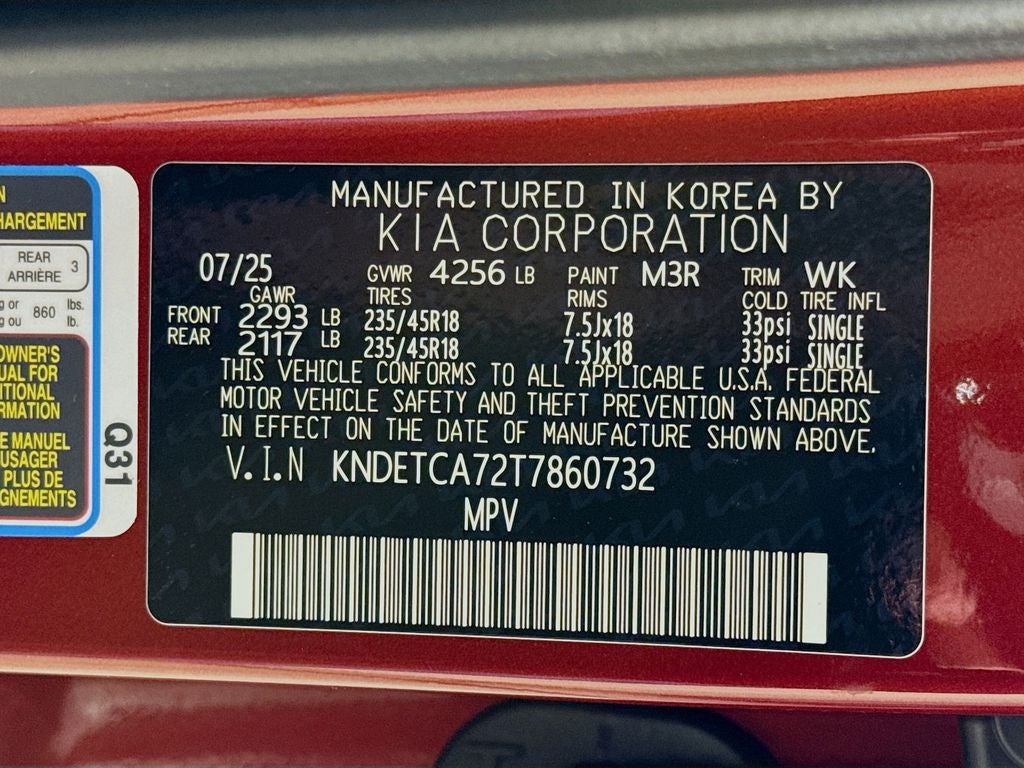 N
HARGEMENT
REAR
ARRIÈRE 3
g or 860 lbs.
g ou lb.
OWNER'S
UAL FOR
ITIONAL
RMATION
E MANUEL
USAGER
PLUS DE
GNEMENTS
Q31
MANUFACTURED IN KOREA BY
KIA CORPORATION
07/25 GVWR 4256 LB PAINT M3R TRIM WK
GAWR TIRES RIMS COLD TIRE INFL
FRONT 2293 LB 235/45R18 7.5Jx18 33psi SINGLE
REAR 2117 LB 235/45R18 7.5Jx18 33psi SINGLE
THIS VEHICLE CONFORMS TO ALL APPLICABLE U.S.A. FEDERAL
MOTOR VEHICLE SAFETY AND THEFT PREVENTION STANDARDS
IN EFFECT ON THE DATE OF MANUFACTURE SHOWN ABOVE.
V.I.N KNDETCA72T7860732
MPV